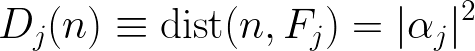 D_j(n) ≡ dist(n, F_j) = |α_j|²